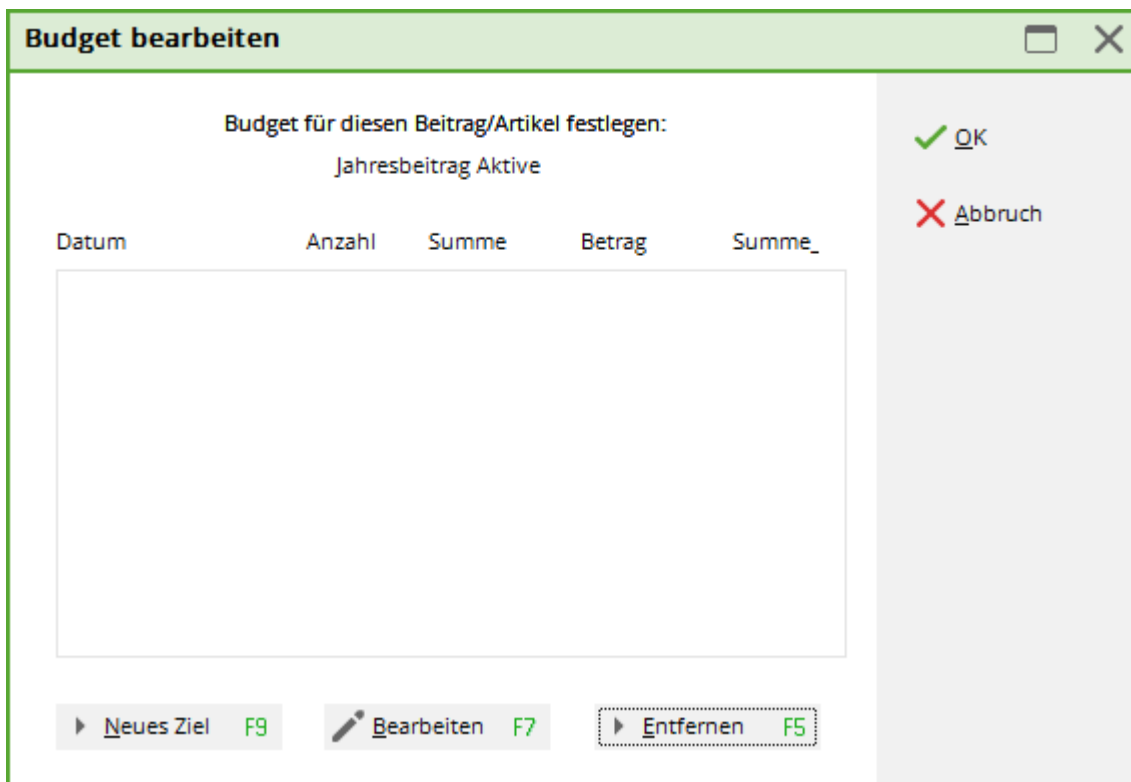 Budget bearbeiten
Budget für diesen Beitrag/Artikel festlegen:
Jahresbeitrag Aktive
OK
Abbruch
Datum Anzahl Summe Betrag Summe_
Neues Ziel F9 Bearbeiten F7 Entfernen F5